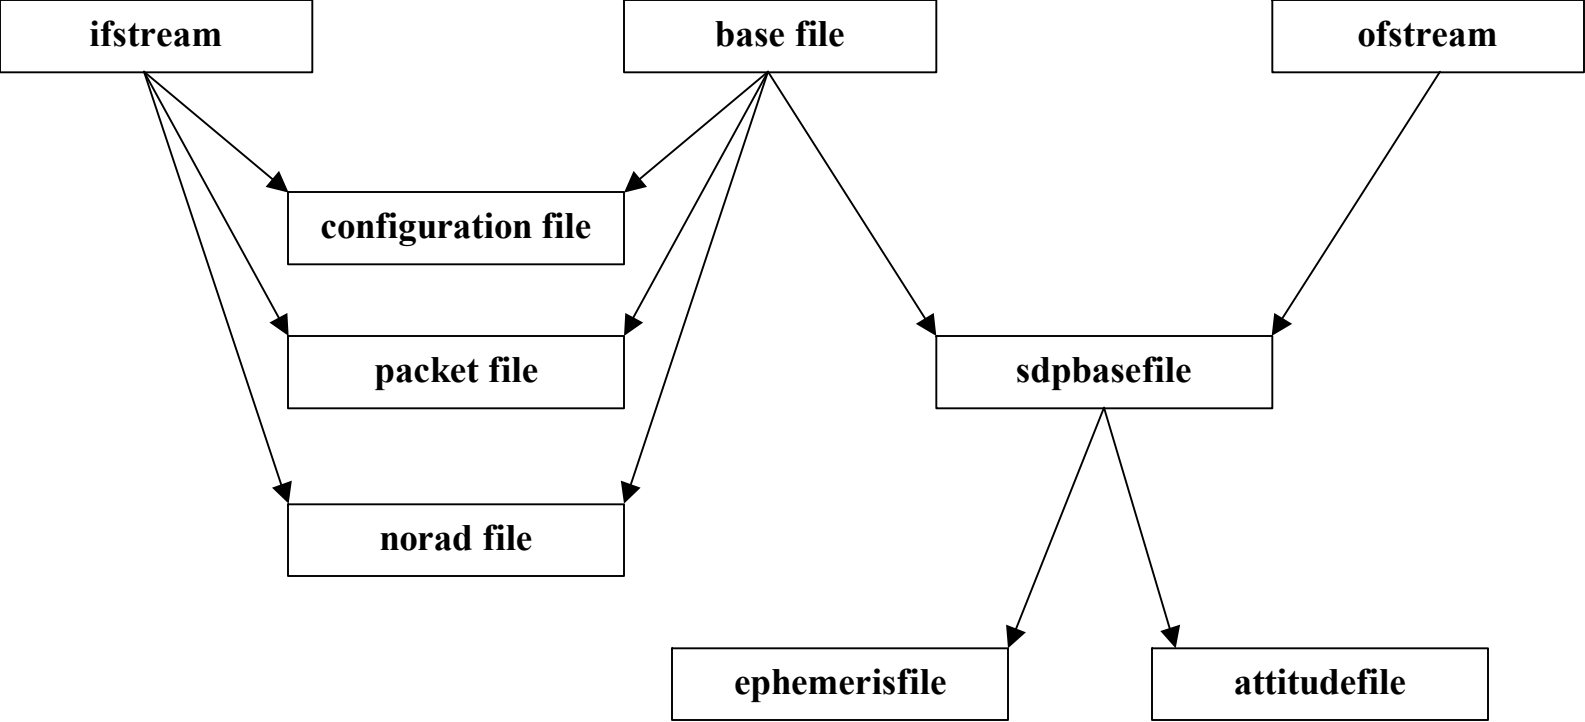 ifstream
base file
ofstream
configuration file
packet file
sdpbasefile
norad file
ephemerisfile
attitudefile